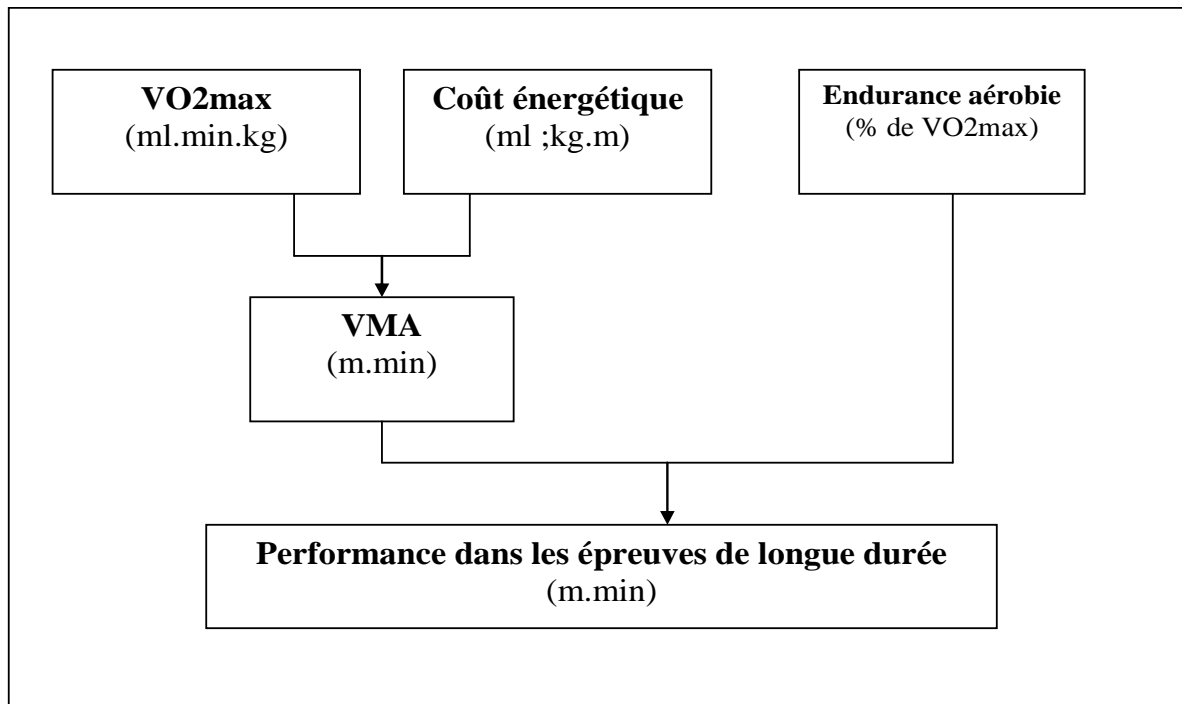 VO2max
(ml.min.kg)
Coût énergétique
(ml ;kg.m)
Endurance aérobie
(% de VO2max)
VMA
(m.min)
Performance dans les épreuves de longue durée
(m.min)